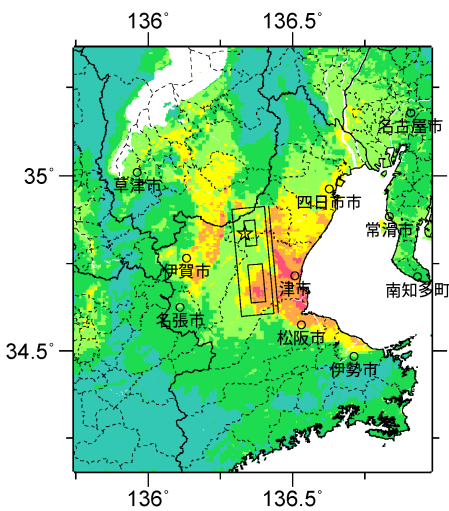 136° 136.5°
名古屋市
35°
草津市
四日市市
常滑市
伊賀市
津市
南知多町
名張市
松阪市
34.5°
伊勢市
136° 136.5°